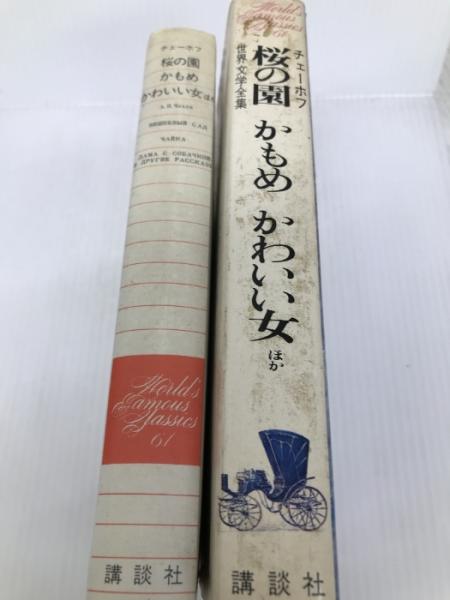 チェーホフ
桜の園
かもめ
かわいい女ほか
А.П.Чехов
ВИШНЕВЫЙ САД
ЧАЙКА
ДАМА С СОБАЧКОЙ
И ДРУГИЕ РАССКАЗЫ
World's
Famous
Classics
61
講談社
World's
Famous
Classics
61
チェーホフ
桜の園 かもめ かわいい女 ほか
世界文学全集
講談社